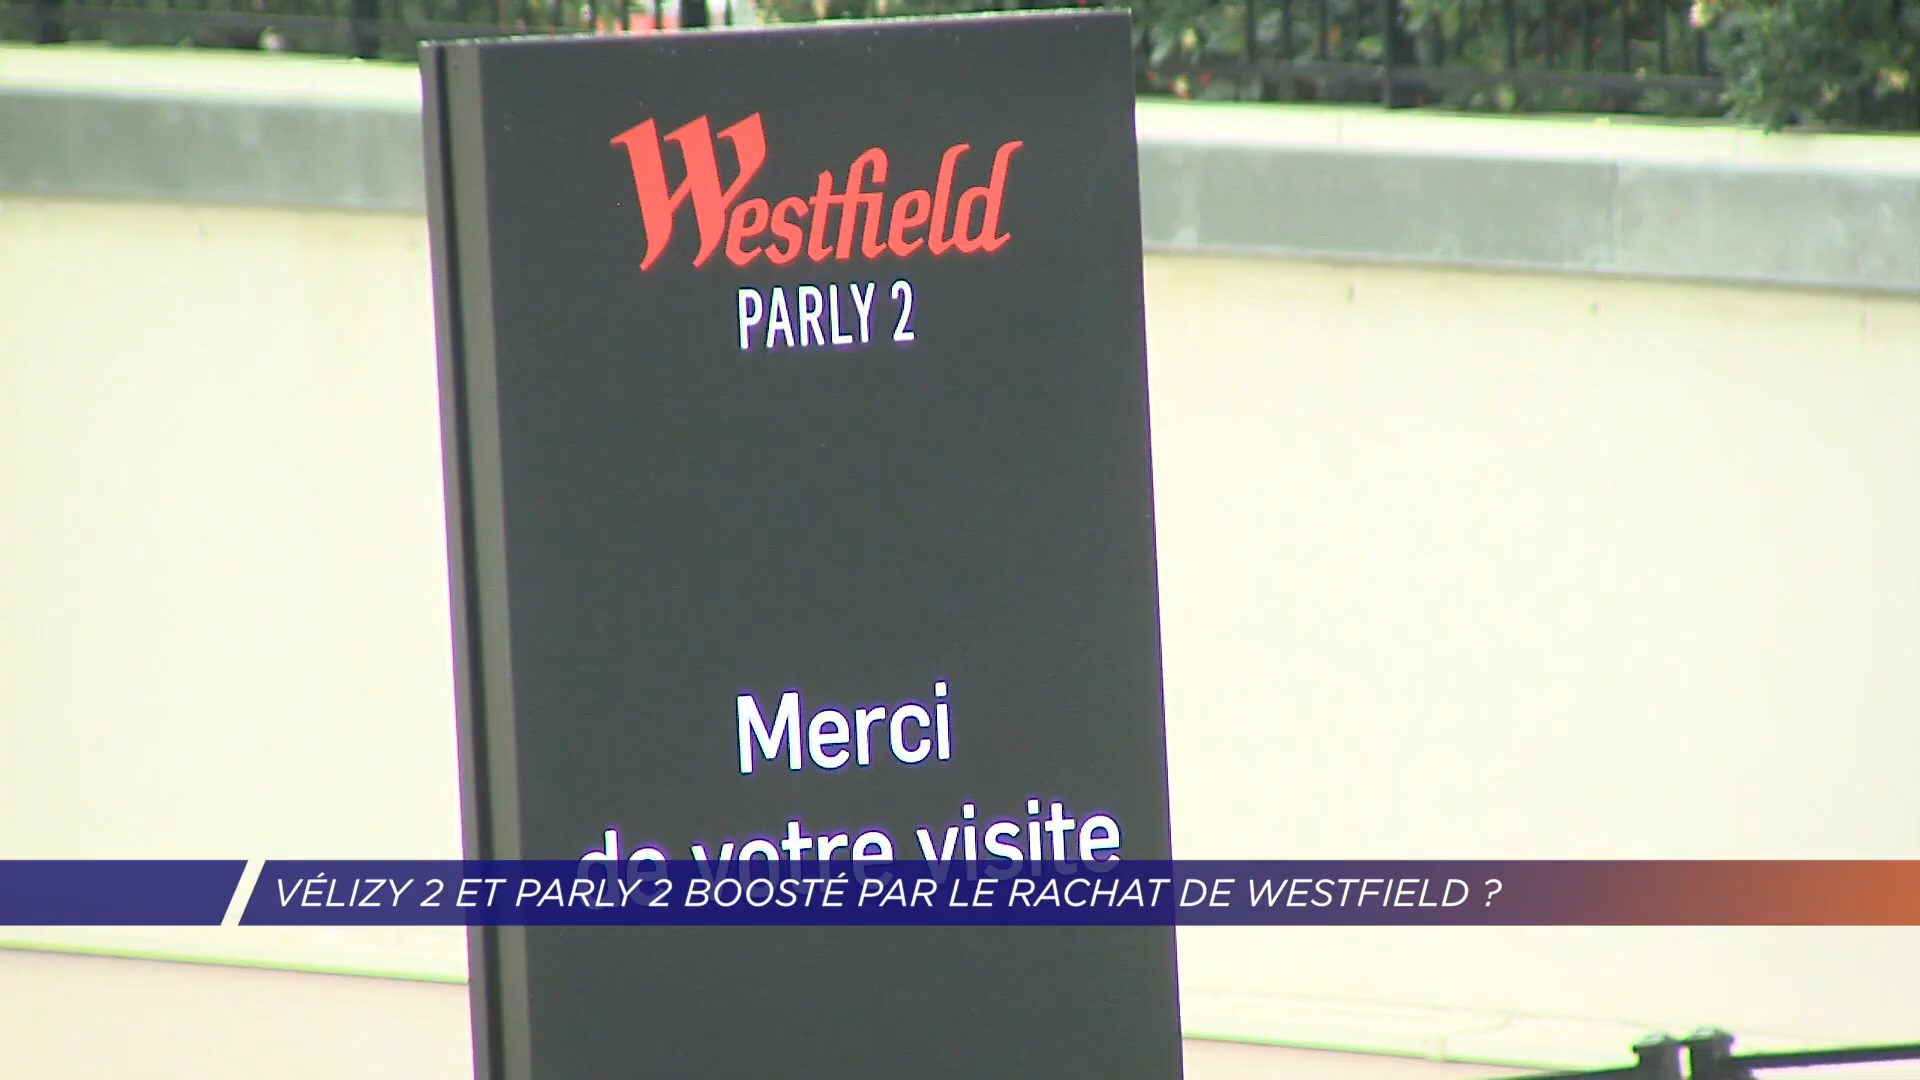 Westfield
PARLY 2
Merci
de votre visite
VÉLIZY 2 ET PARLY 2 BOOSTÉ PAR LE RACHAT DE WESTFIELD ?